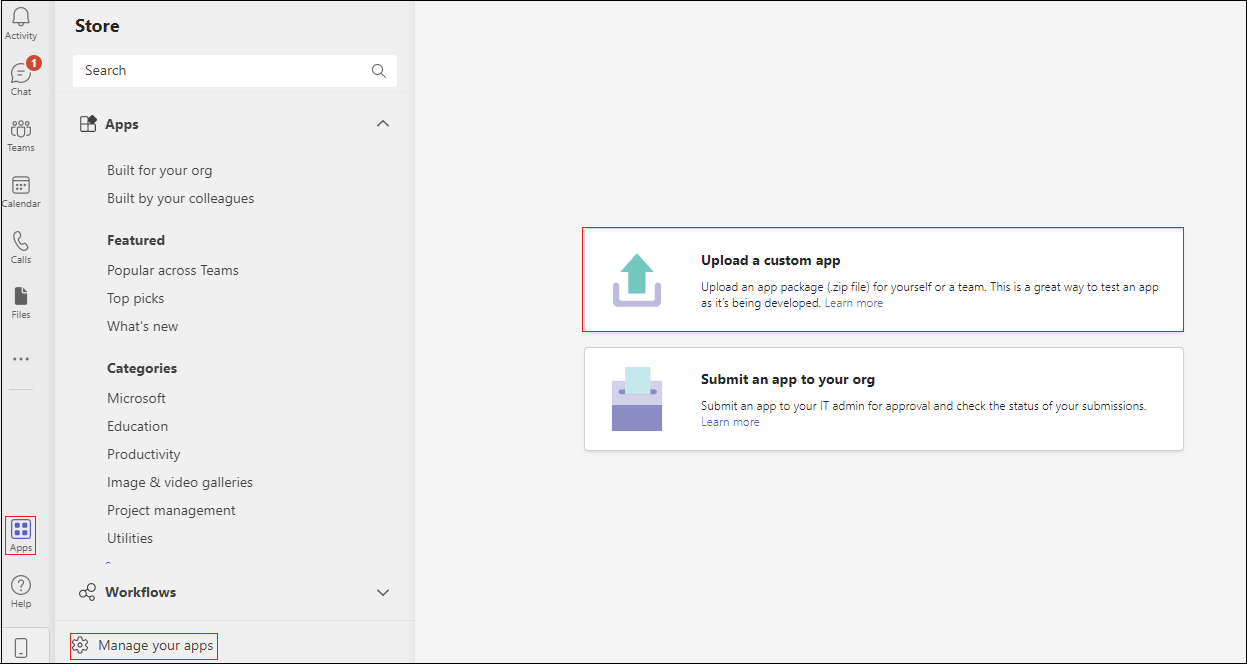 Activity
1
Chat
Teams
Calendar
Calls
Files
Apps
Help
Store
Search
Apps
Built for your org
Built by your colleagues
Featured
Popular across Teams
Top picks
What's new
Categories
Microsoft
Education
Productivity
Image & video galleries
Project management
Utilities
Workflows
Manage your apps
Upload a custom app
Upload an app package (.zip file) for yourself or a team. This is a great way to test an app
as it's being developed. Learn more
Submit an app to your org
Submit an app to your IT admin for approval and check the status of your submissions.
Learn more